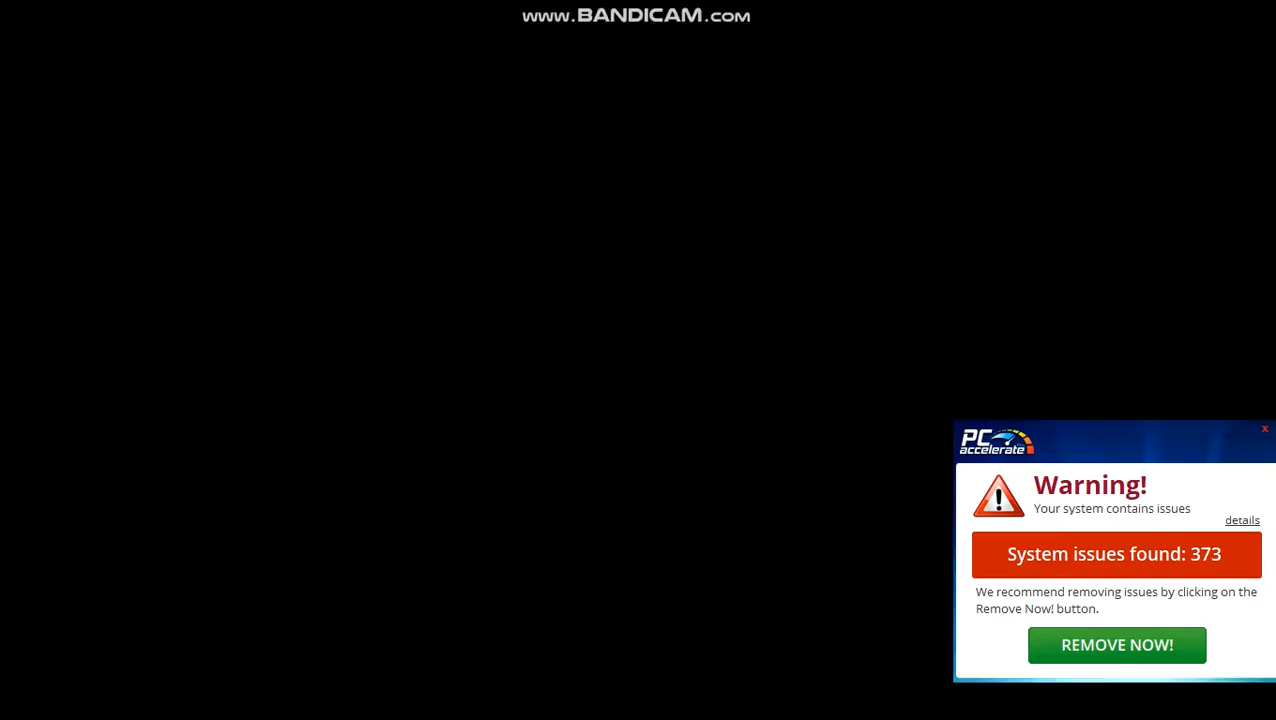 www.BANDICAM.com
PC
accelerate
x
Warning!
Your system contains issues
details
System issues found: 373
We recommend removing issues by clicking on the
Remove Now! button.
REMOVE NOW!